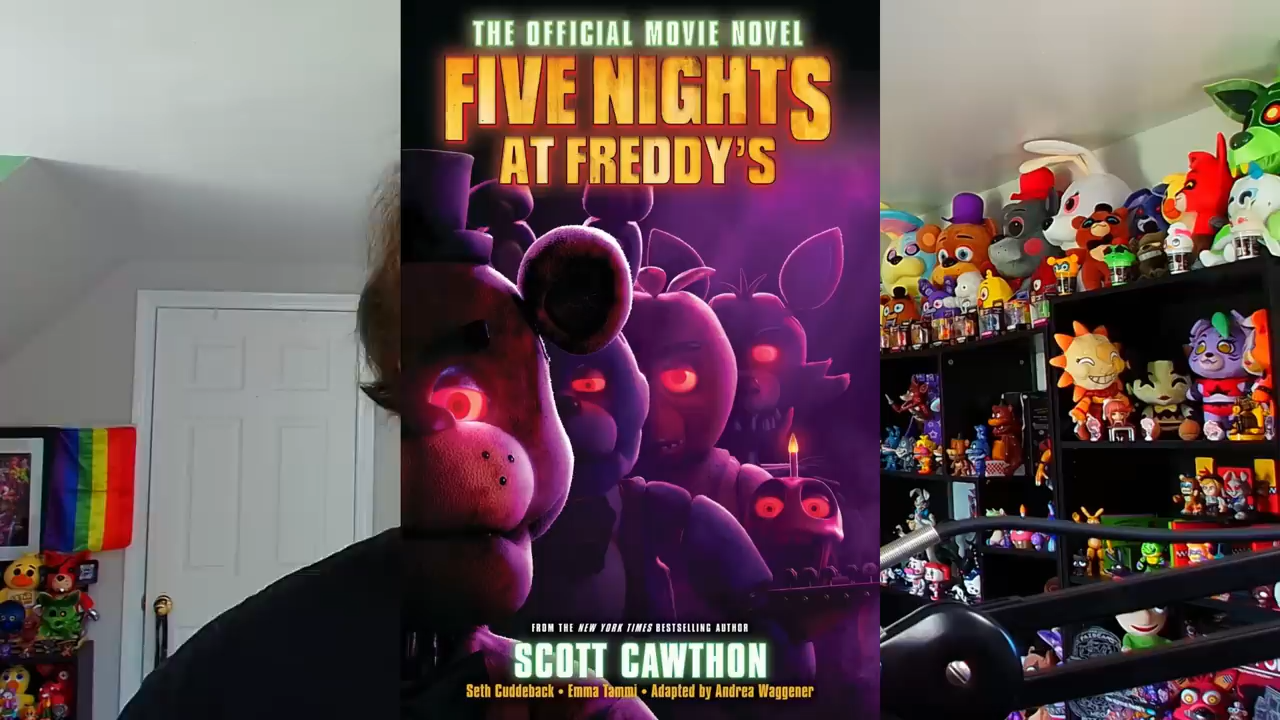 THE OFFICIAL MOVIE NOVEL
FIVE NIGHTS
AT FREDDY'S
FROM THE NEW YORK TIMES BESTSELLING AUTHOR
SCOTT CAWTHON
Seth Cuddeback • Emma Tammi • Adapted by Andrea Waggener